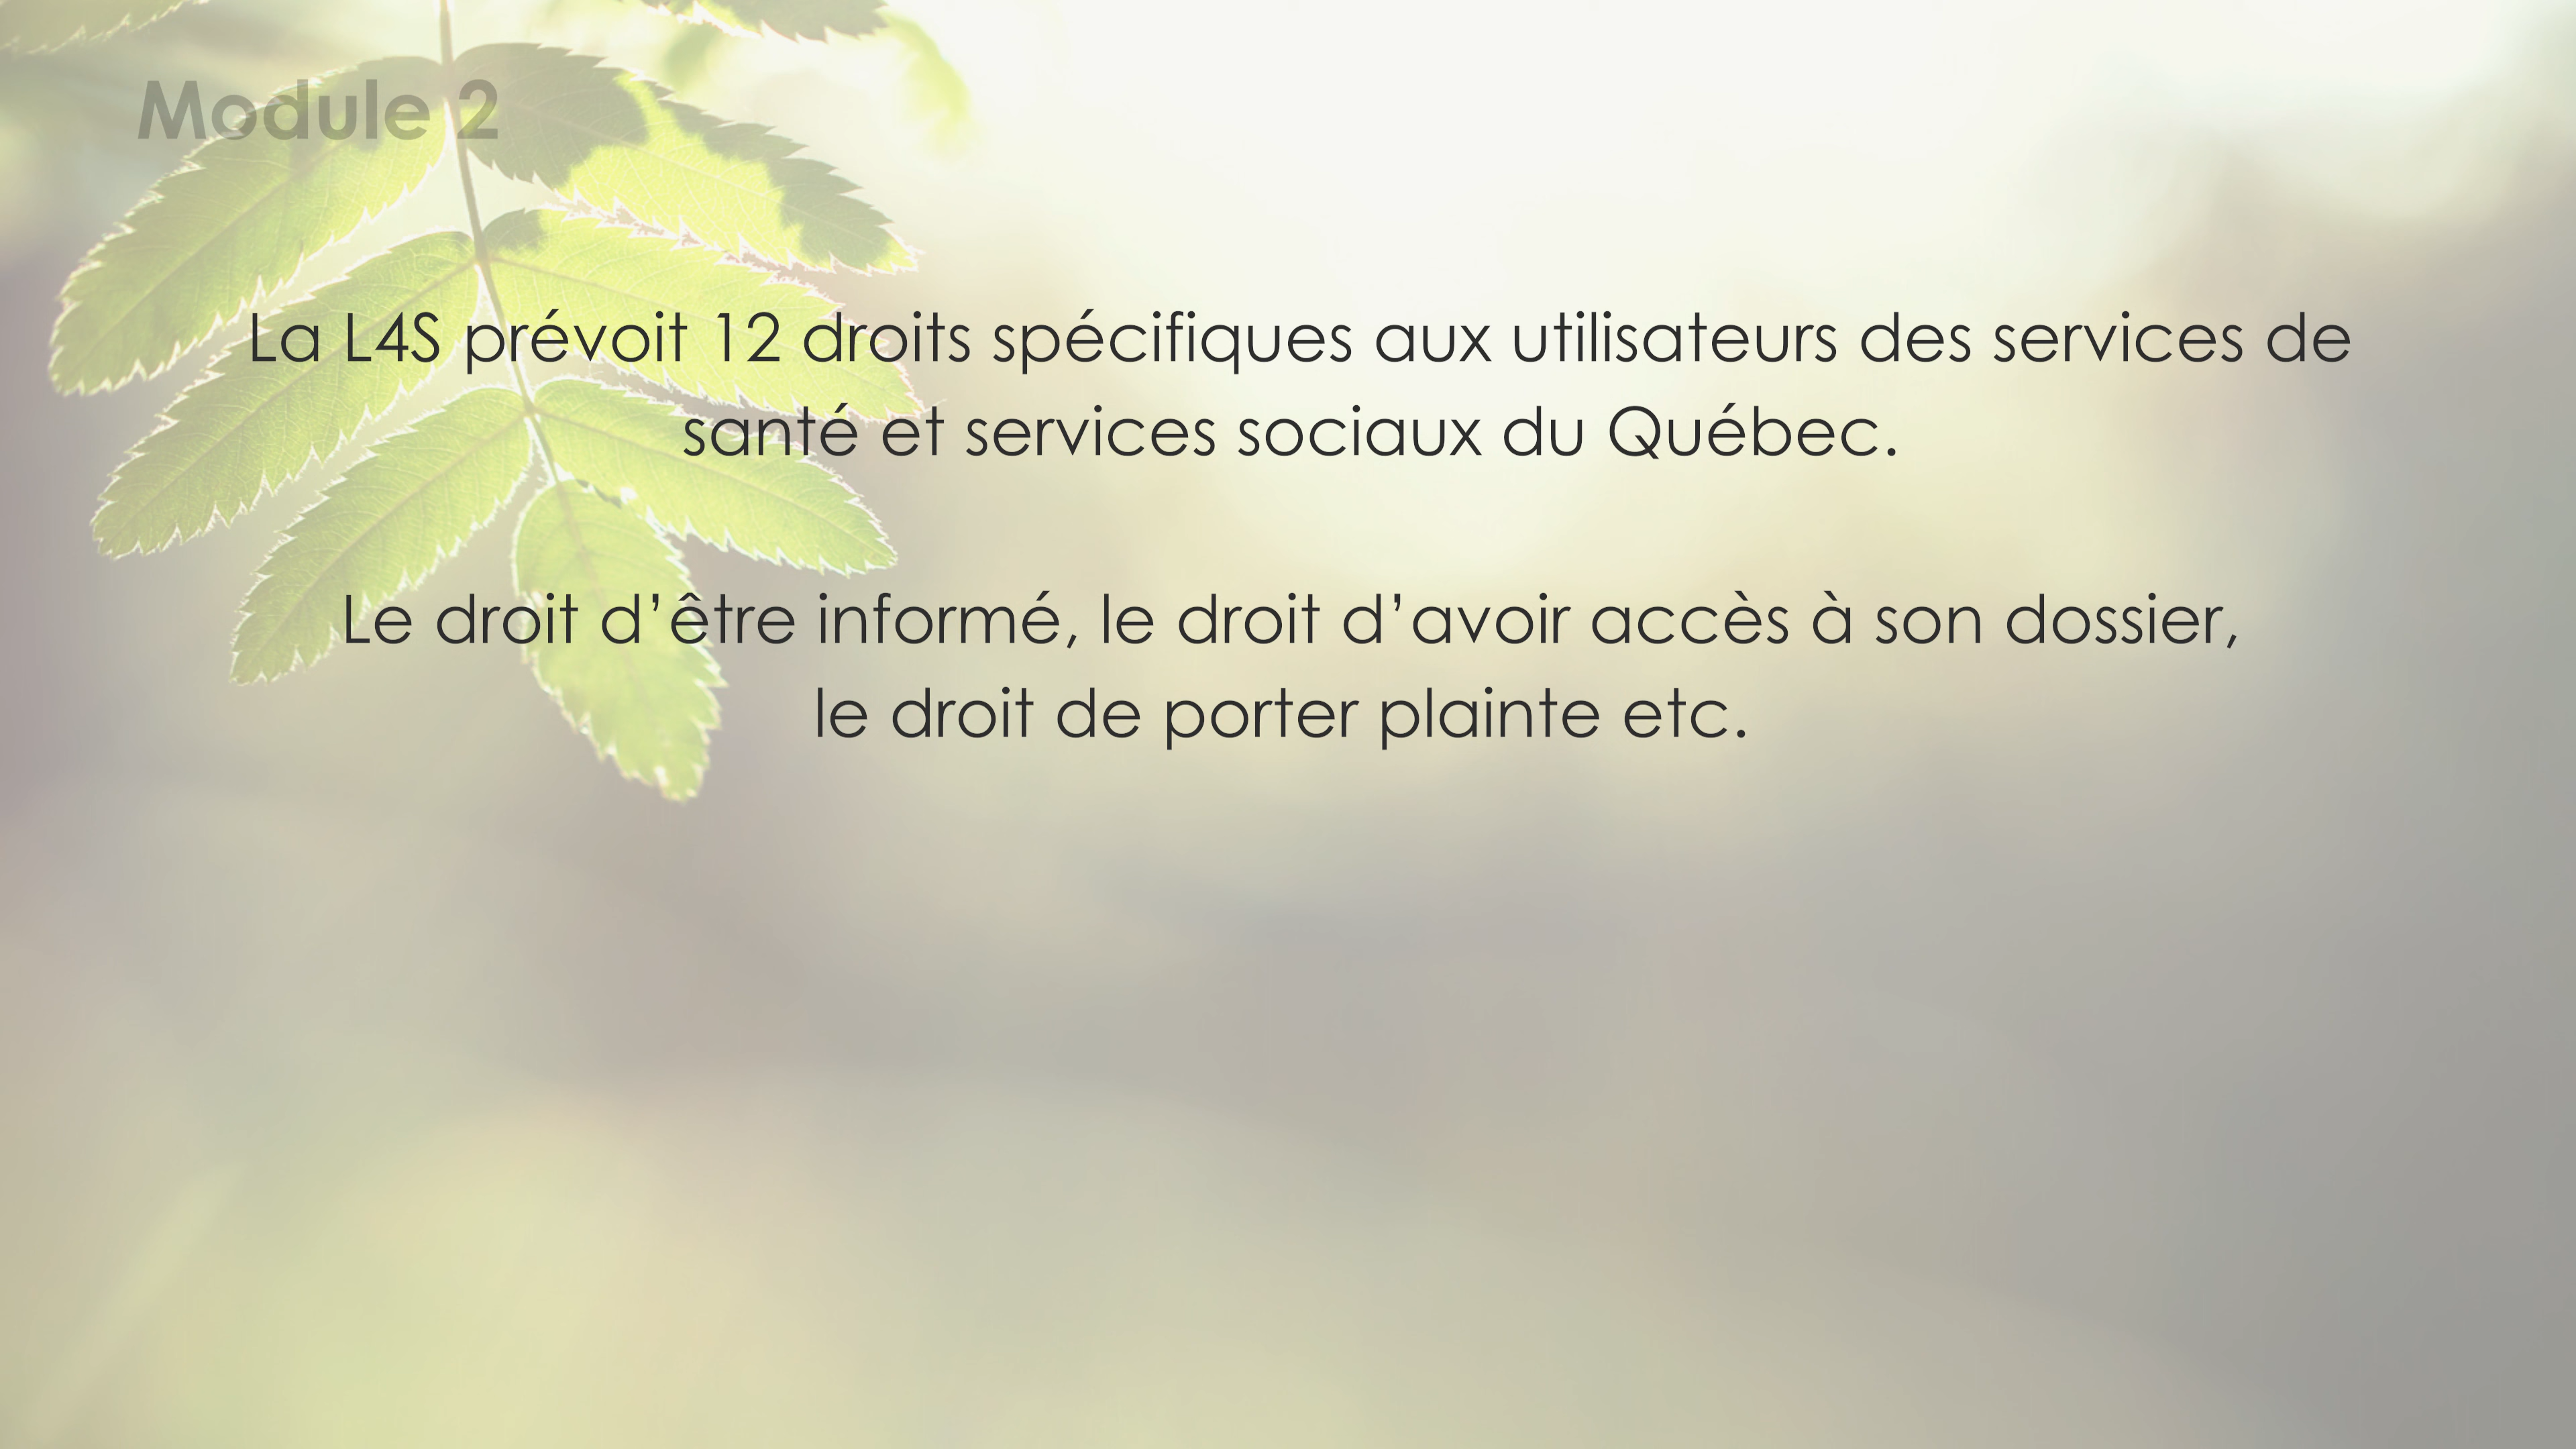 Module 2
La L4S prévoit 12 droits spécifiques aux utilisateurs des services de
santé et services sociaux du Québec.
Le droit d’être informé, le droit d’avoir accès à son dossier,
le droit de porter plainte etc.